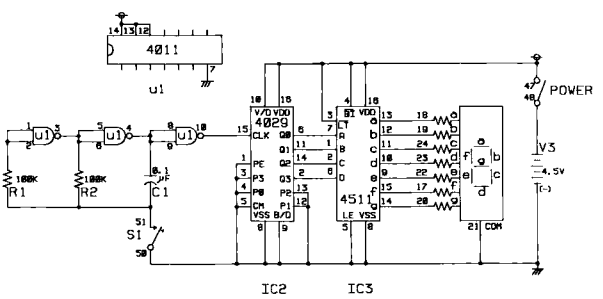 14 13 12
4011
7
u1
1
2
u1
3
5
6
u1
4
8
9
u1
10
100K
R1
100K
R2
0.1
µF
C1
S1
51
50
10 16
V/D VDD
4029
15 CLK
Q0 6
Q1 11
Q2 14
Q3 2
1 PE
3 P3
4 P0
5 CM
P2 13
P1 12
VSS B/D
8 9
IC2
4 16
BI VDD
3 LT
7 A
1 B
2 C
6 D
4511
a 13
b 12
c 11
d 10
e 9
f 15
g 14
LE VSS
5 8
IC3
18 a
19 b
24 c
23 d
22 e
17 f
20 g
a
f b
g
e c
d
21 COM
47
48
POWER
V3
4.5V
(-)